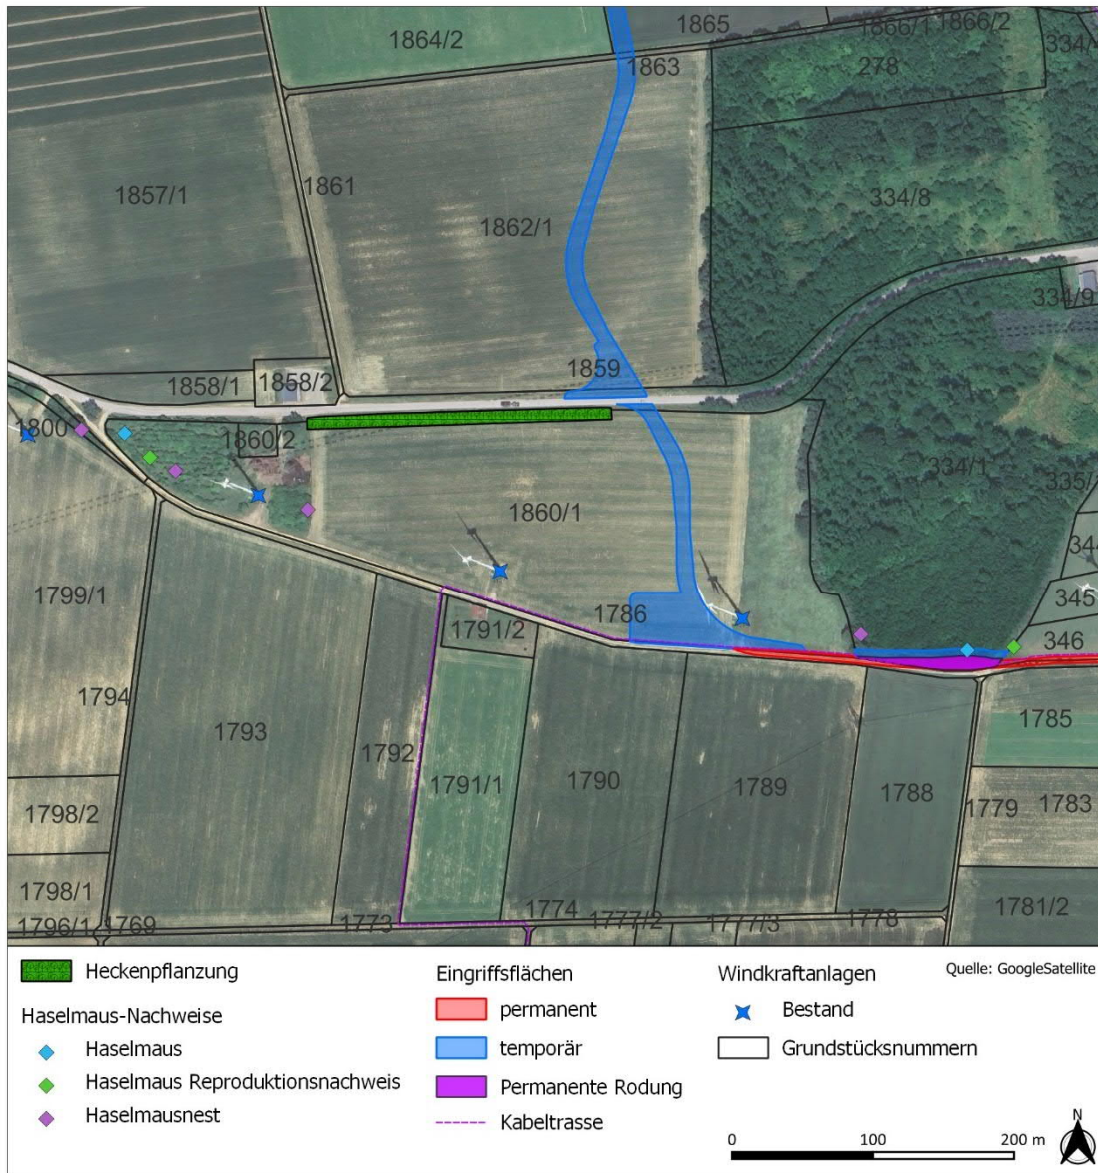 1864/2
1865
1866/1
1866/2
1863
278
1857/1
1861
1862/1
334/8
334/9
1859
1858/1
1858/2
1800
1860/2
334/1
1860/1
1799/1
1786
345
1791/2
346
1794
1793
1792
1791/1
1790
1789
1788
1785
1779
1783
1798/2
1798/1
1796/1
1769
1773
1774
1777/2
1777/3
1778
1781/2
Heckenpflanzung
Haselmaus-Nachweise
Haselmaus
Haselmaus Reproduktionsnachweis
Haselmausnest
Eingriffsflächen
permanent
temporär
Permanente Rodung
Kabeltrasse
Windkraftanlagen
Bestand
Grundstücksnummern
Quelle: GoogleSatellite
0 100 200 m
N